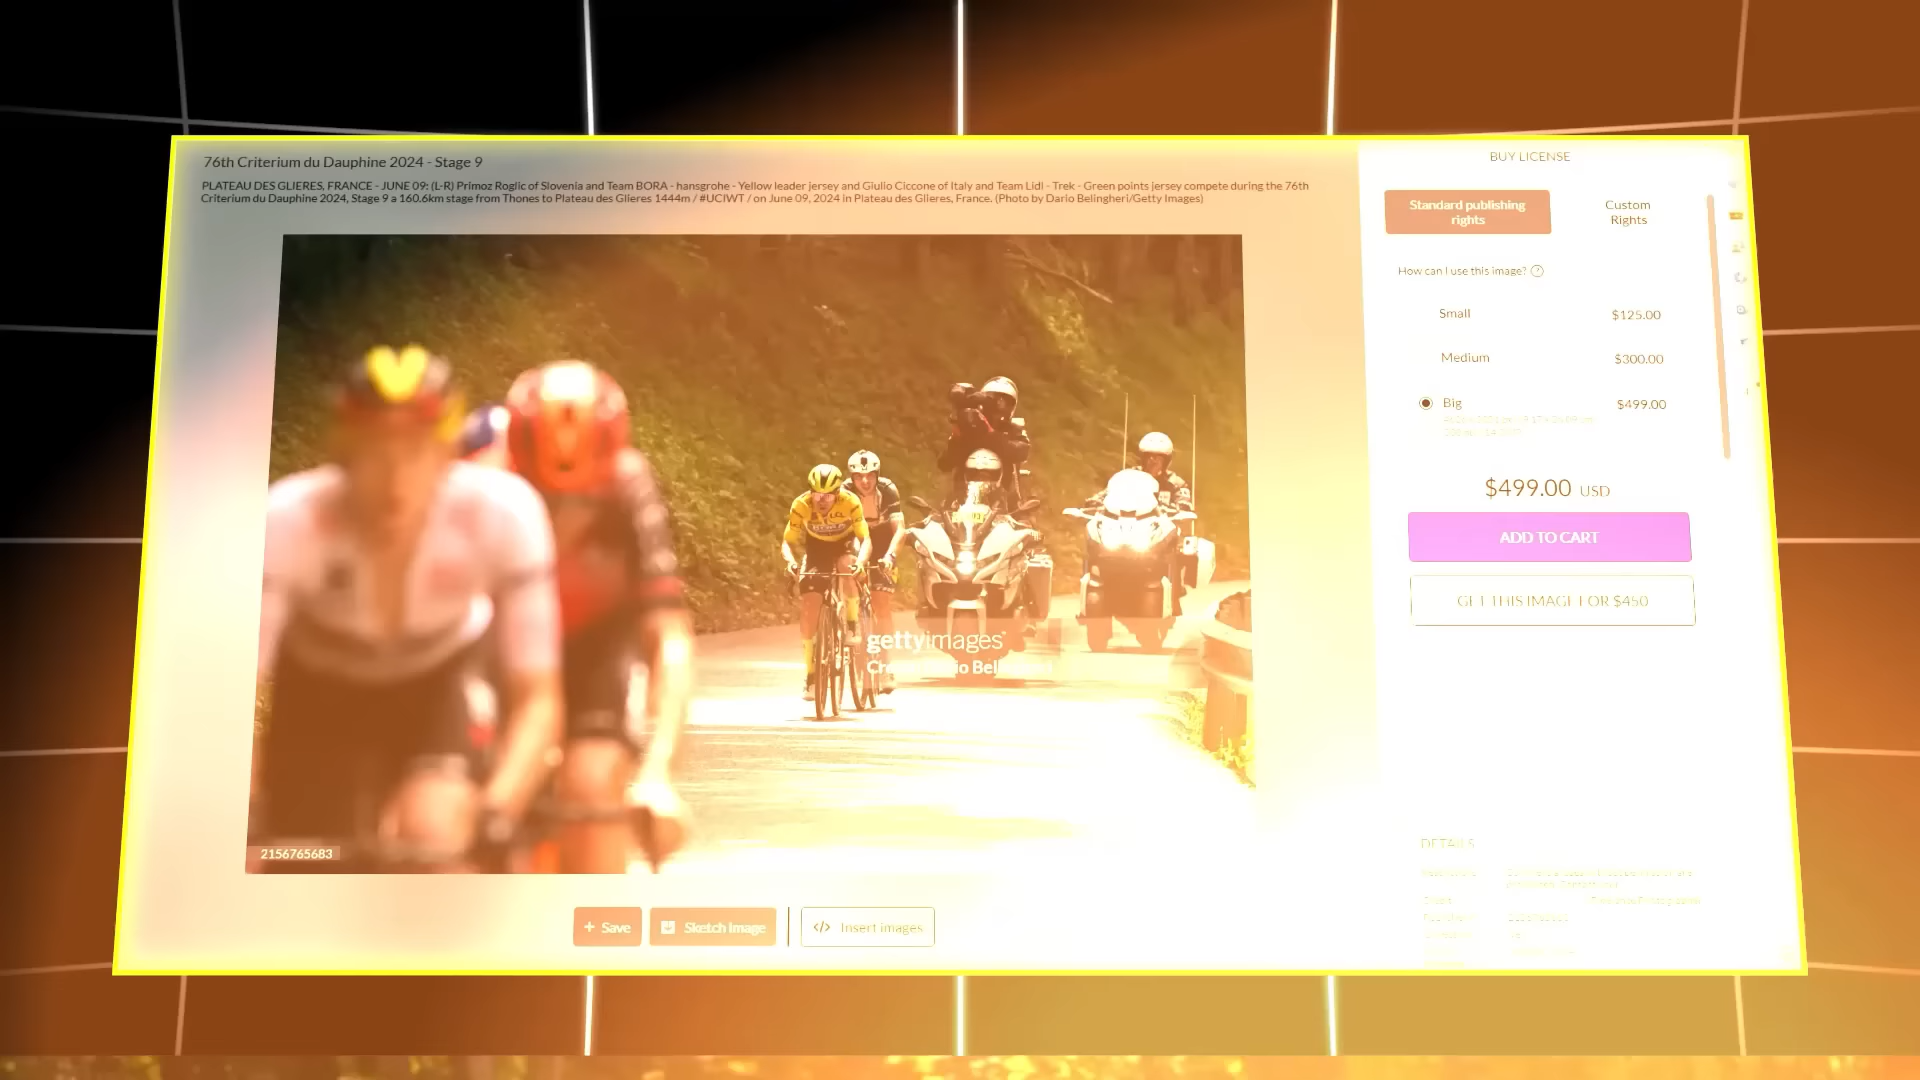 76th Criterium du Dauphine 2024 - Stage 9
PLATEAU DES GLIERES, FRANCE - JUNE 09: (L-R) Primoz Roglic of Slovenia and Team BORA - hansgrohe - Yellow leader jersey and Giulio Ciccone of Italy and Team Lidl - Trek - Green points jersey compete during the 76th
Criterium du Dauphine 2024, Stage 9 a 160.6km stage from Thones to Plateau des Glieres 1444m / #UCIWT / on June 09, 2024 in Plateau des Glieres, France. (Photo by Dario Belingheri/Getty Images)
gettyimages
2156765683
+ Save
Sketch Image
</> Insert images
BUY LICENSE
Standard publishing
rights
Custom
Rights
How can I use this image? ?
Small $125.00
Medium $300.00
Big $499.00
$499.00 USD
ADD TO CART
GET THIS IMAGE FOR $450
DETAILS